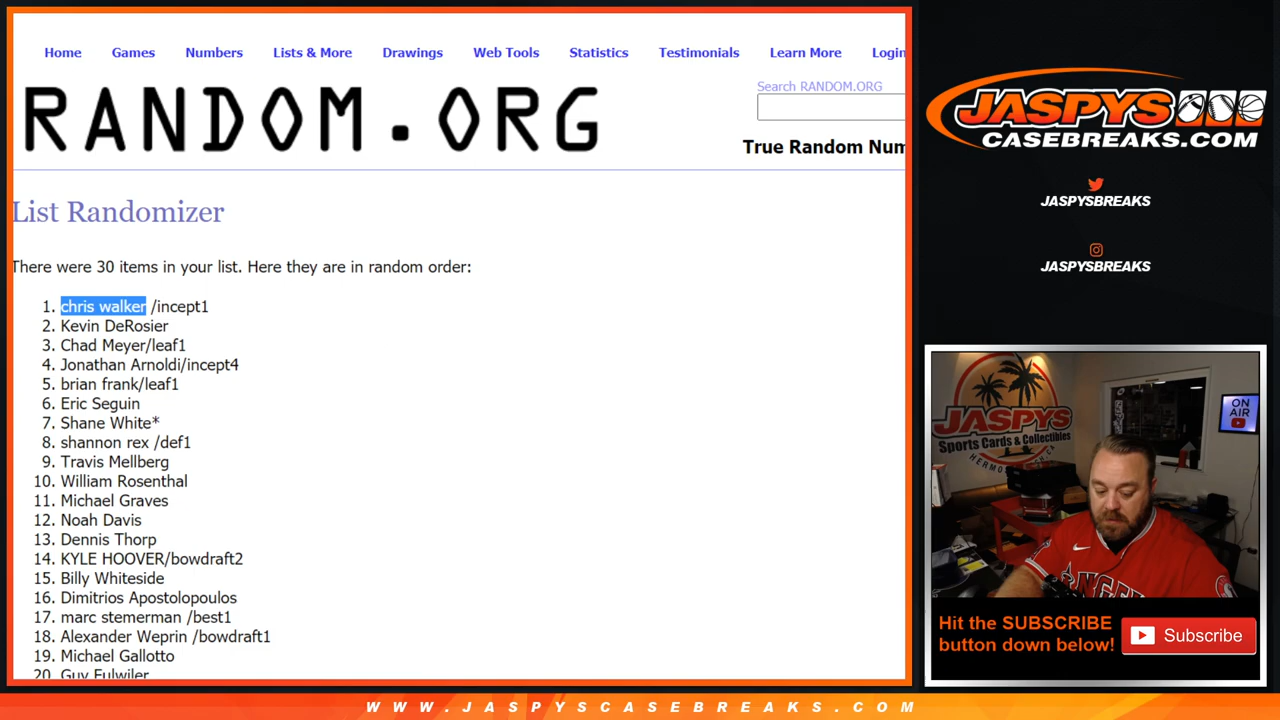 Home Games Numbers Lists & More Drawings Web Tools Statistics Testimonials Learn More Login
RANDOM.ORG
Search RANDOM.ORG
True Random Num
List Randomizer
There were 30 items in your list. Here they are in random order:
1. chris walker /incept1
2. Kevin DeRosier
3. Chad Meyer/leaf1
4. Jonathan Arnoldi/incept4
5. brian frank/leaf1
6. Eric Seguin
7. Shane White*
8. shannon rex /def1
9. Travis Mellberg
10. William Rosenthal
11. Michael Graves
12. Noah Davis
13. Dennis Thorp
14. KYLE HOOVER/bowdraft2
15. Billy Whiteside
16. Dimitrios Apostolopoulos
17. marc stemerman /best1
18. Alexander Weprin /bowdraft1
19. Michael Gallotto
20. Guy Fulwiler
JASPYS
CASEBREAKS.COM
JASPYSBREAKS
JASPYSBREAKS
JASPYS
Sports Cards & Collectibles
ON
AIR
Hit the SUBSCRIBE
button down below!
Subscribe
WWW.JASPYSCASEBREAKS.COM